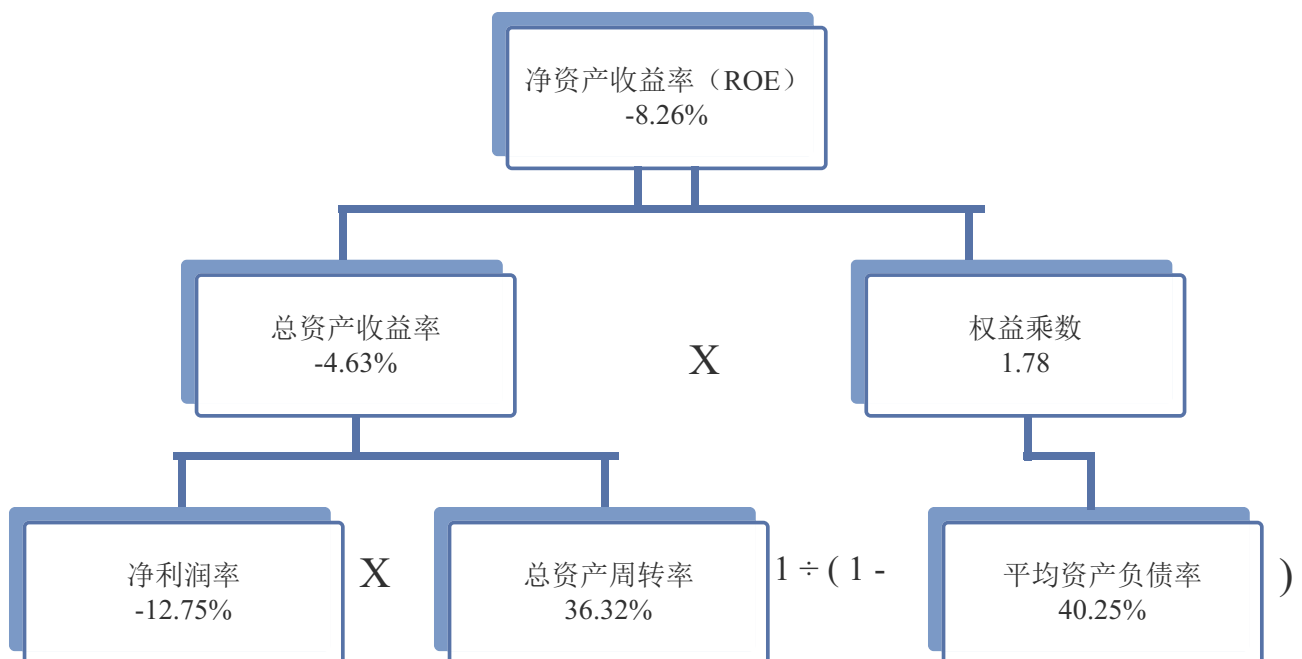 净资产收益率（ROE）
-8.26%
总资产收益率
-4.63%
X
权益乘数
1.78
净利润率
-12.75%
X
总资产周转率
36.32%
1 ÷ ( 1 -
平均资产负债率
40.25%
)